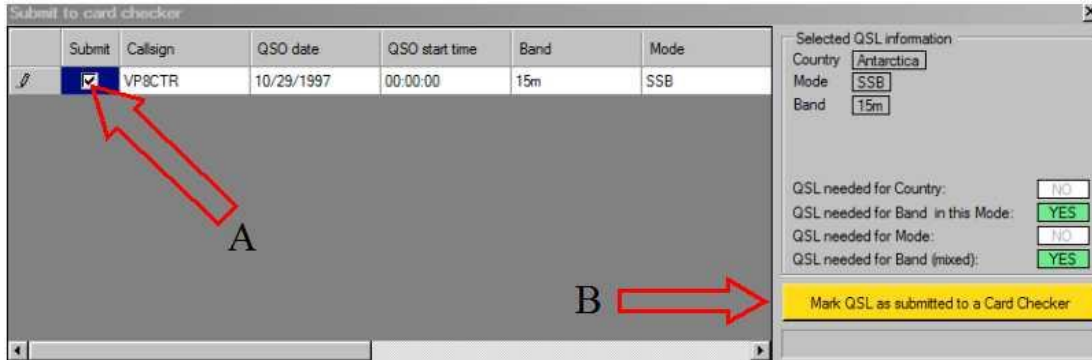 Submit to card checker
Submit Callsign QSO date QSO start time Band Mode
VP8CTR 10/29/1997 00:00:00 15m SSB
A
B
Selected QSL information
Country Antarctica
Mode SSB
Band 15m
QSL needed for Country: NO
QSL needed for Band in this Mode: YES
QSL needed for Mode: NO
QSL needed for Band (mixed): YES
Mark QSL as submitted to a Card Checker